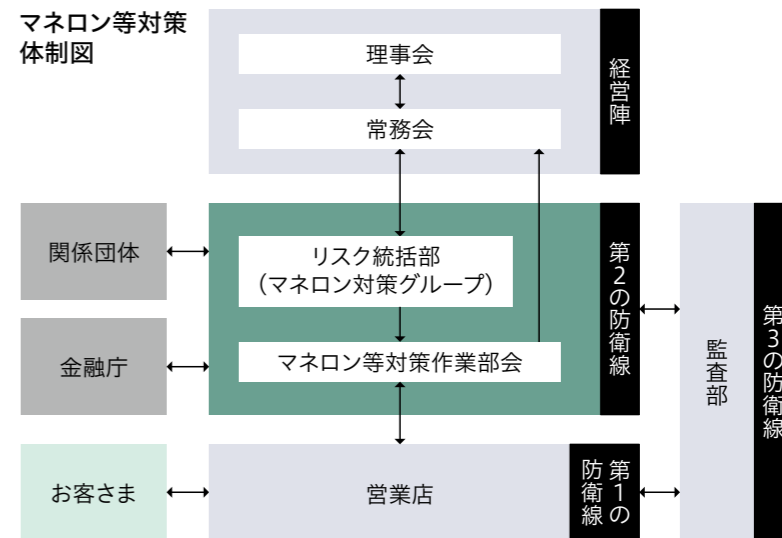 マネロン等対策
体制図
理事会
常務会
経営陣
関係団体
金融庁
リスク統括部
（マネロン対策グループ）
マネロン等対策作業部会
第2の防衛線
監査部
第3の防衛線
お客さま
営業店
第1の
防衛線